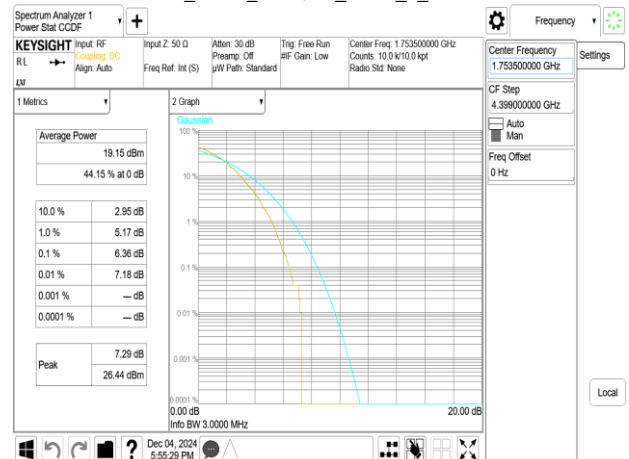 Spectrum Analyzer 1
Power Stat CCDF
Frequency
KEYSIGHT
RL
LXI
Input: RF
Coupling: DC
Align: Auto
Input Z: 50 Ω
Freq Ref: Int (S)
Atten: 30 dB
Preamp: Off
µW Path: Standard
Trig: Free Run
#IF Gain: Low
Center Freq: 1.753500000 GHz
Counts: 10.0 k/10.0 kpt
Radio Std: None
Center Frequency
1.753500000 GHz
Settings
CF Step
4.399000000 GHz
Auto
Man
Freq Offset
0 Hz
1 Metrics
Average Power
19.15 dBm
44.15 % at 0 dB
10.0 % 2.95 dB
1.0 % 5.17 dB
0.1 % 6.36 dB
0.01 % 7.18 dB
0.001 % --- dB
0.0001 % --- dB
Peak
7.29 dB
26.44 dBm
2 Graph
Gaussian
100 %
10 %
1 %
0.1 %
0.01 %
0.001 %
0.0001 %
0.00 dB 20.00 dB
Info BW 3.0000 MHz
Local
?
Dec 04, 2024
5:55:29 PM